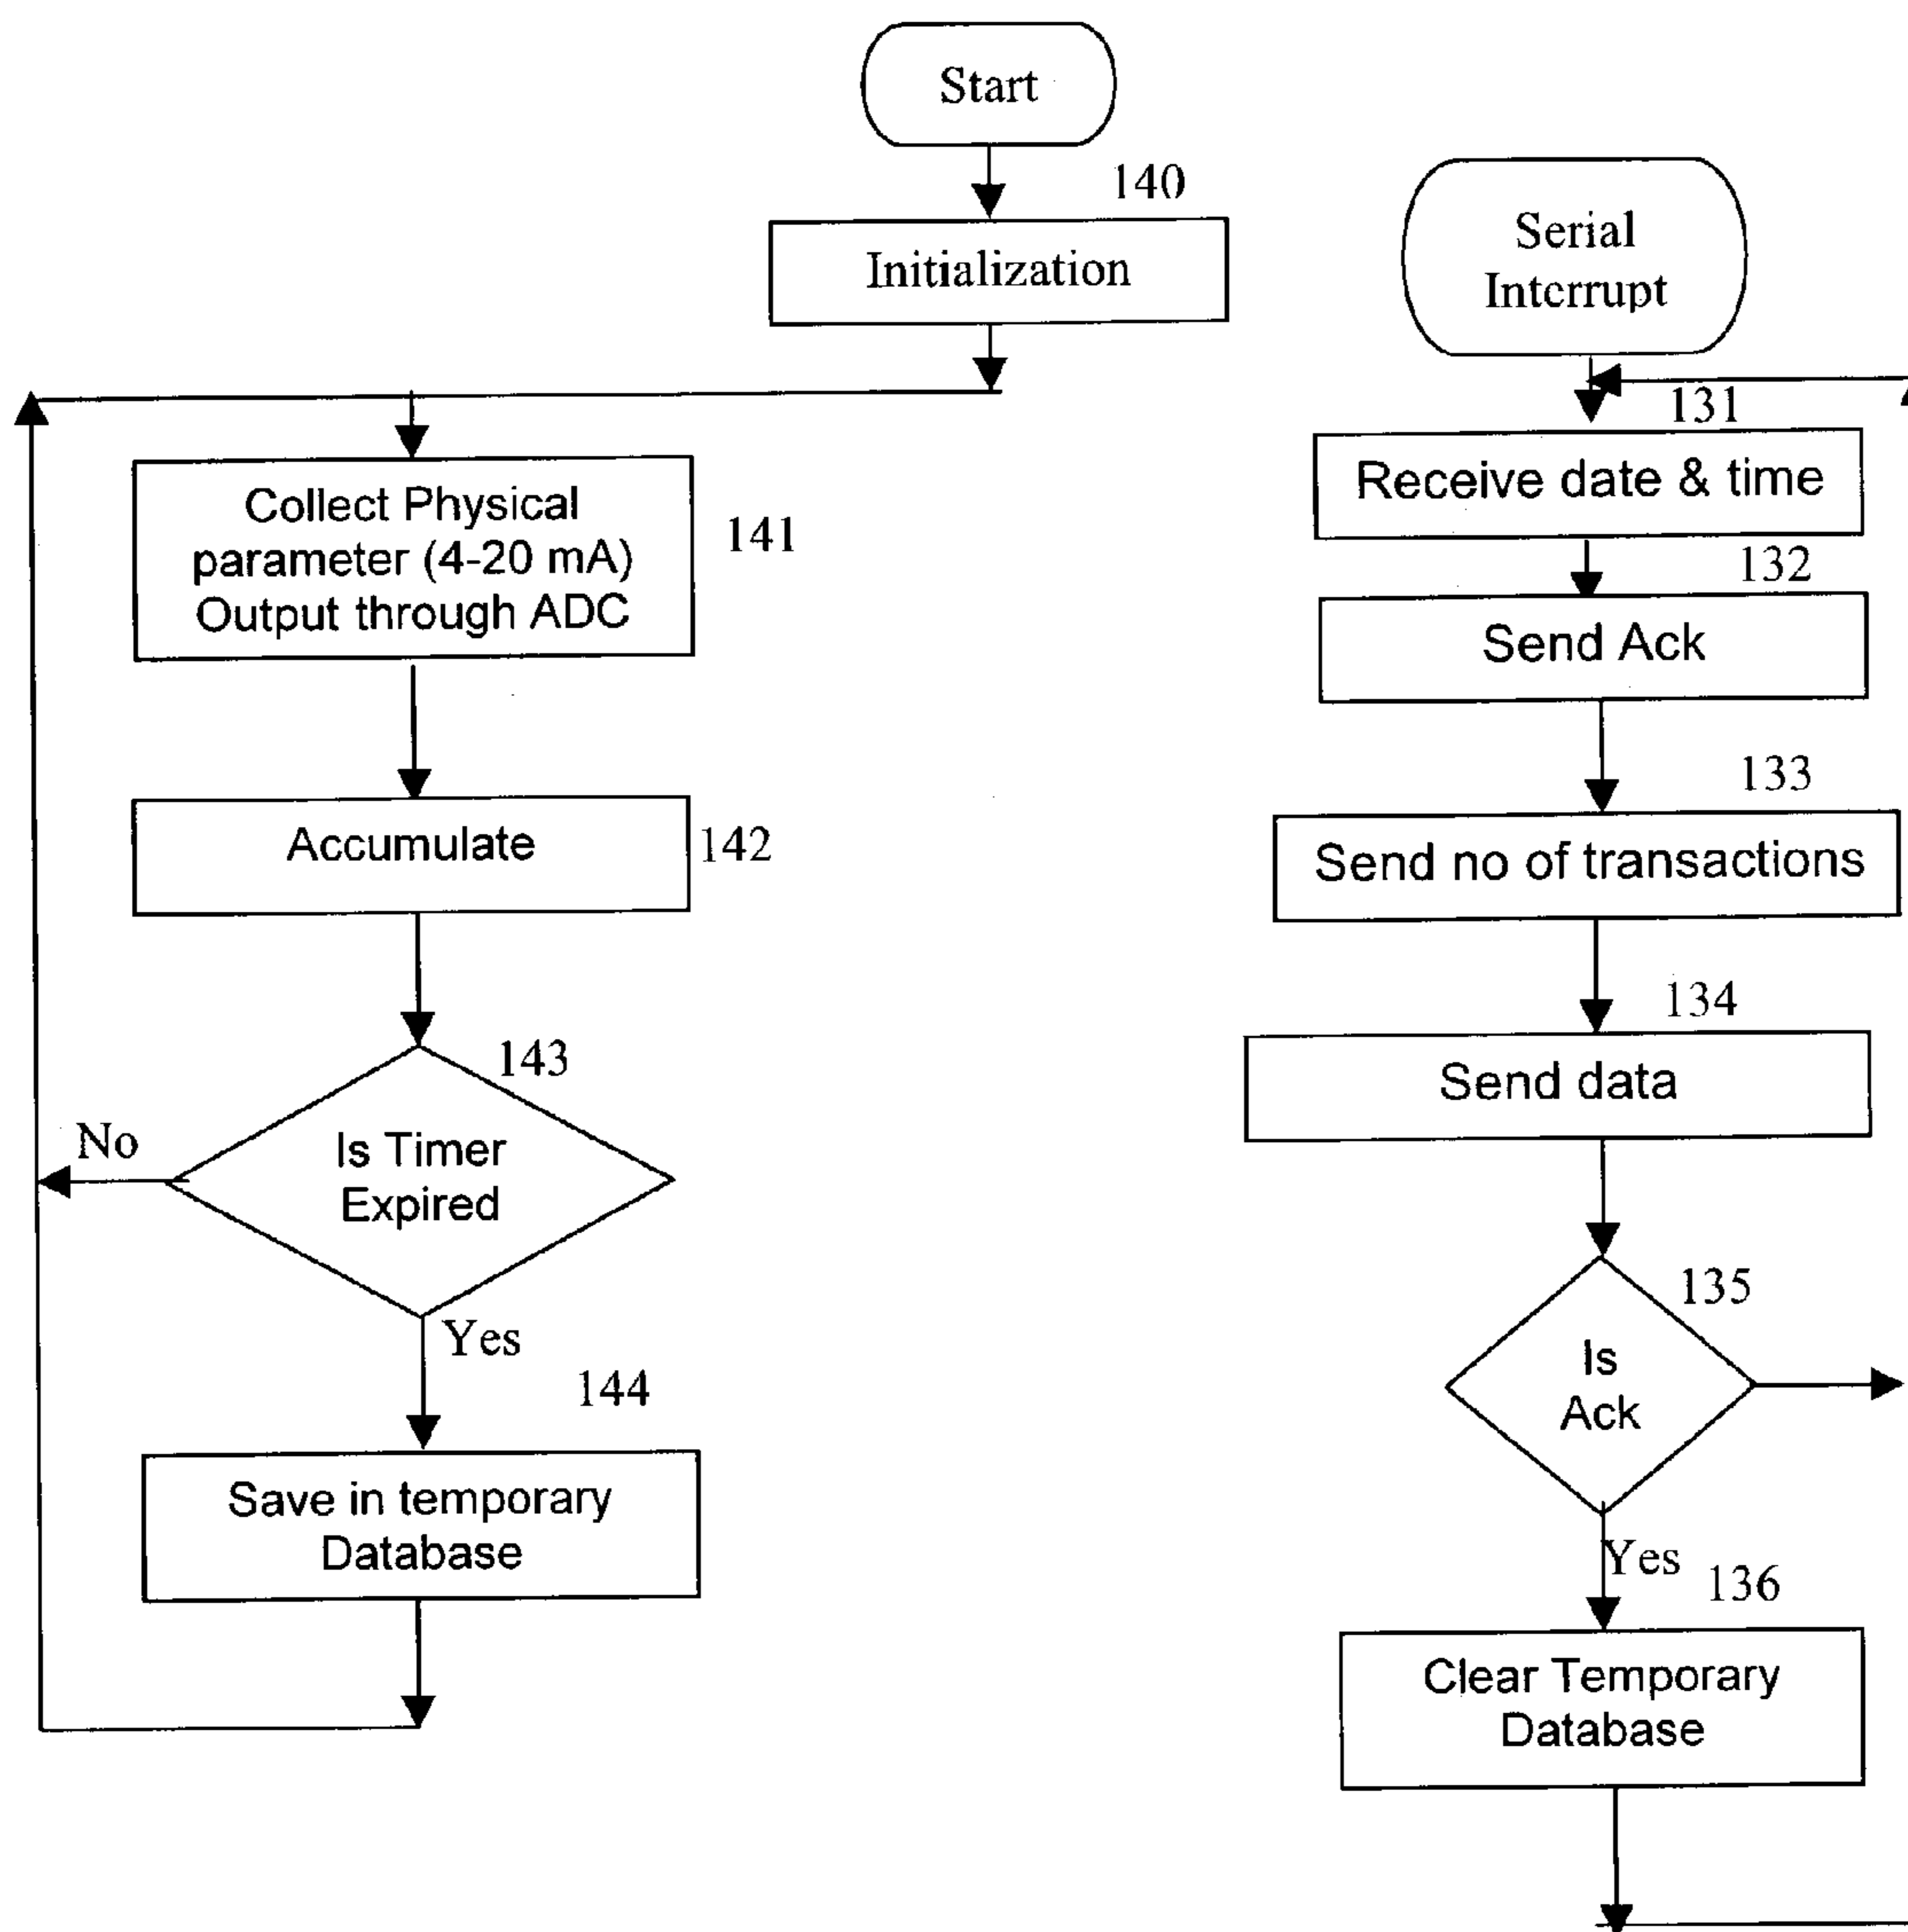 Start
140
Initialization
141
Collect Physical
parameter (4-20 mA)
Output through ADC
Accumulate
142
143
Is Timer
Expired
No
Yes
144
Save in temporary
Database
Serial
Interrupt
131
Receive date & time
132
Send Ack
133
Send no of transactions
134
Send data
135
Is
Ack
Yes
136
Clear Temporary
Database